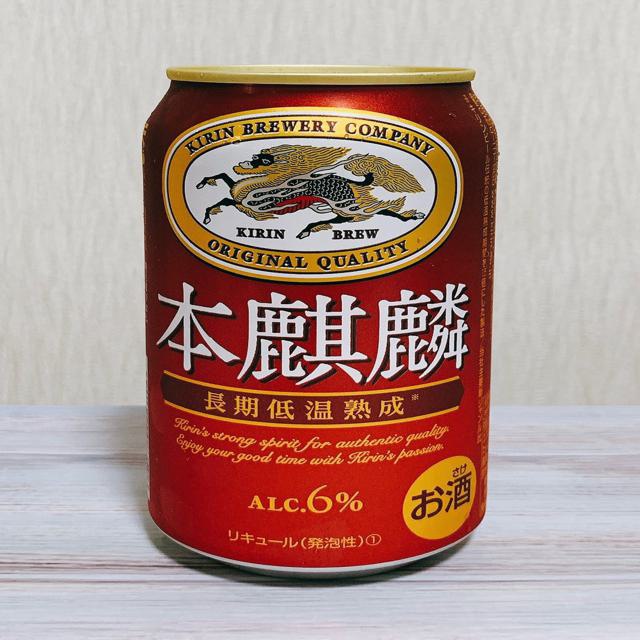 KIRIN BREWERY COMPANY
KIRIN BREW
ORIGINAL QUALITY
本麒麟
長期低温熟成※
Kirin's strong spirit for authentic quality.
Enjoy your good time with Kirin's passion.
ALC.6%
さけ
お酒
リキュール(発泡性)①